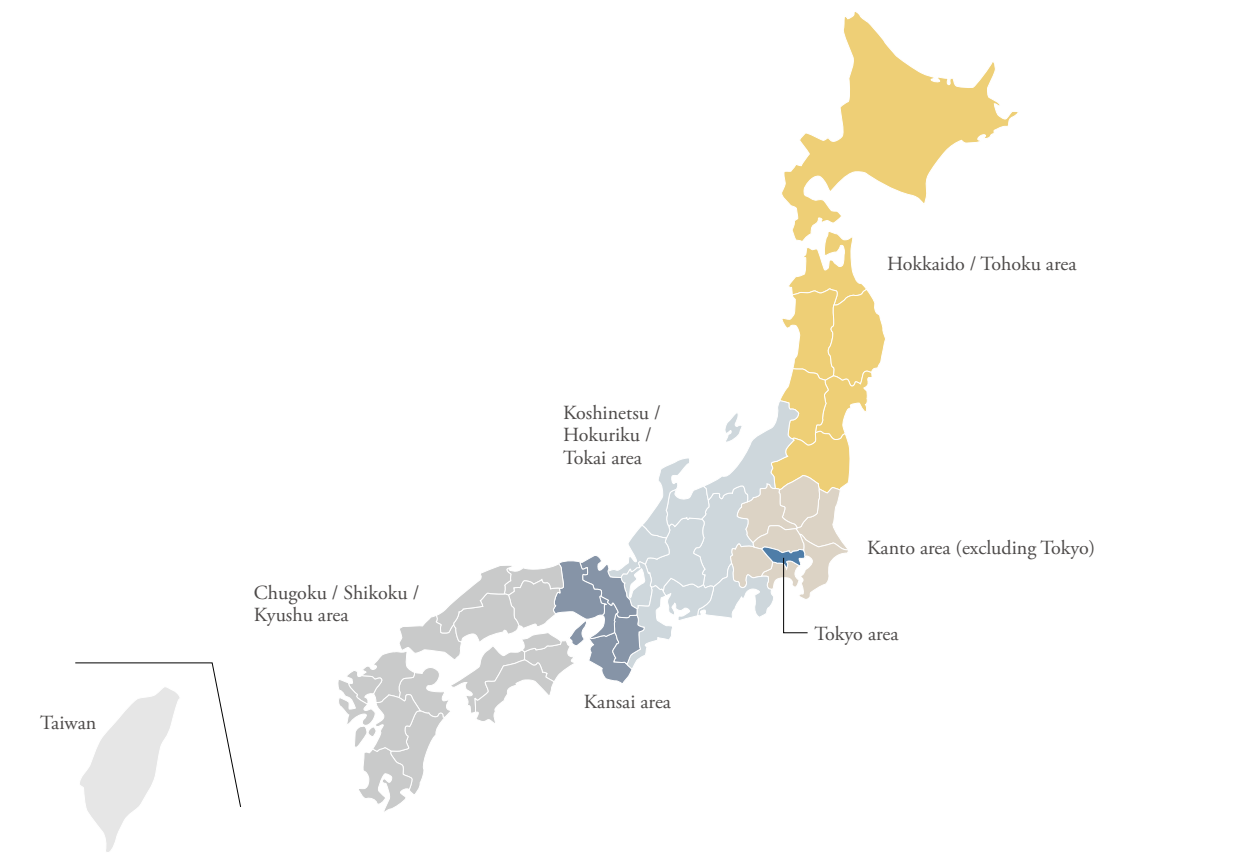 Hokkaido / Tohoku area
Koshinetsu /
Hokuriku /
Tokai area
Kanto area (excluding Tokyo)
Chugoku / Shikoku /
Kyushu area
Tokyo area
Kansai area
Taiwan